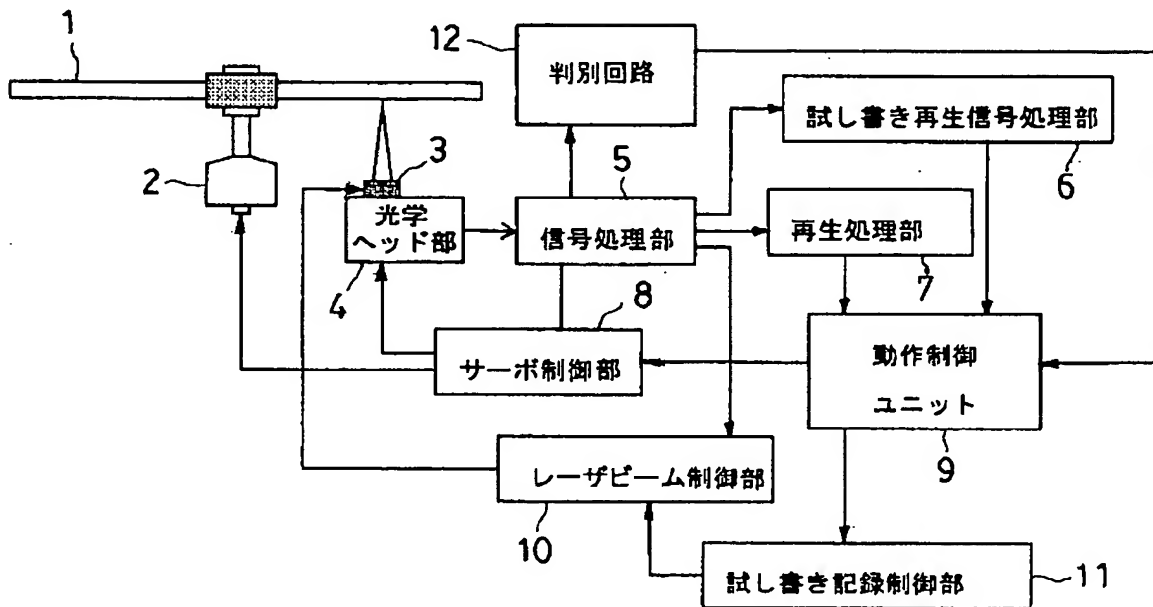 1
12
判別回路
試し書き再生信号処理部
6
2
3
光学
ヘッド部
4
5
信号処理部
再生処理部
7
8
サーボ制御部
動作制御
ユニット
9
レーザビーム制御部
10
試し書き記録制御部
11